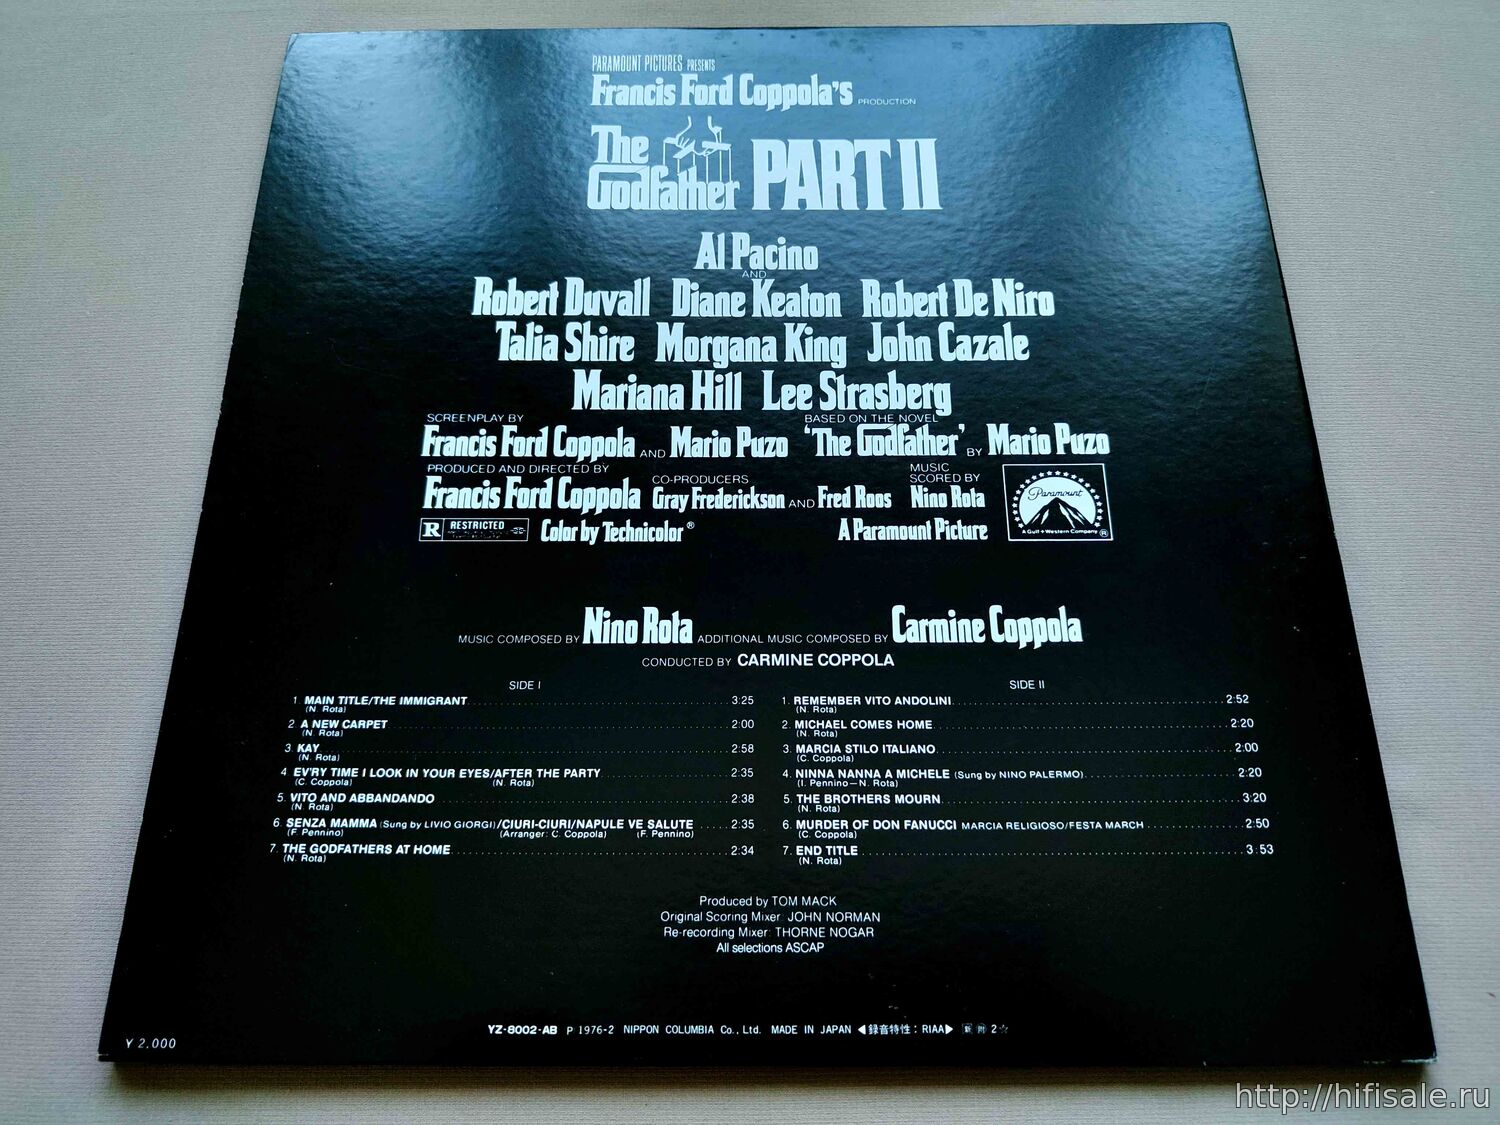 PARAMOUNT PICTURES PRESENTS
Francis Ford Coppola's PRODUCTION
The Godfather PART II
Al Pacino
AND
Robert Duvall Diane Keaton Robert De Niro
Talia Shire Morgana King John Cazale
Mariana Hill Lee Strasberg
SCREENPLAY BY BASED ON THE NOVEL
Francis Ford Coppola AND Mario Puzo 'The Godfather' BY Mario Puzo
PRODUCED AND DIRECTED BY CO-PRODUCERS MUSIC SCORED BY
Francis Ford Coppola Gray Frederickson AND Fred Roos Nino Rota
Paramount
A Gulf + Western Company ®
R RESTRICTED Color by Technicolor® A Paramount Picture
MUSIC COMPOSED BY Nino Rota ADDITIONAL MUSIC COMPOSED BY Carmine Coppola
CONDUCTED BY CARMINE COPPOLA
SIDE I
1 MAIN TITLE/THE IMMIGRANT 3:25
(N. Rota)
2 A NEW CARPET 2:00
(N. Rota)
3. KAY 2:58
(N. Rota)
4 EV'RY TIME I LOOK IN YOUR EYES/AFTER THE PARTY 2:35
(C. Coppola) (N. Rota)
5. VITO AND ABBANDANDO 2:38
(N. Rota)
6. SENZA MAMMA (Sung by LIVIO GIORGI)/CIURI-CIURI/NAPULE VE SALUTE 2:35
(F. Pennino) (Arranger: C. Coppola) (F. Pennino)
7. THE GODFATHERS AT HOME 2:34
(N. Rota)
SIDE II
1. REMEMBER VITO ANDOLINI 2:52
(N. Rota)
2. MICHAEL COMES HOME 2:20
(N. Rota)
3. MARCIA STILO ITALIANO 2:00
(C. Coppola)
4. NINNA NANNA A MICHELE (Sung by NINO PALERMO) 2:20
(I. Pennino—N. Rota)
5. THE BROTHERS MOURN 3:20
(N. Rota)
6. MURDER OF DON FANUCCI MARCIA RELIGIOSO/FESTA MARCH 2:50
(C. Coppola)
7. END TITLE 3:53
(N. Rota)
Produced by TOM MACK
Original Scoring Mixer: JOHN NORMAN
Re-recording Mixer: THORNE NOGAR
All selections ASCAP
YZ-8002-AB P 1976-2 NIPPON COLUMBIA Co., Ltd. MADE IN JAPAN ◀録音特性: RIAA▶ 2☆
¥ 2.000
http://hifisale.ru